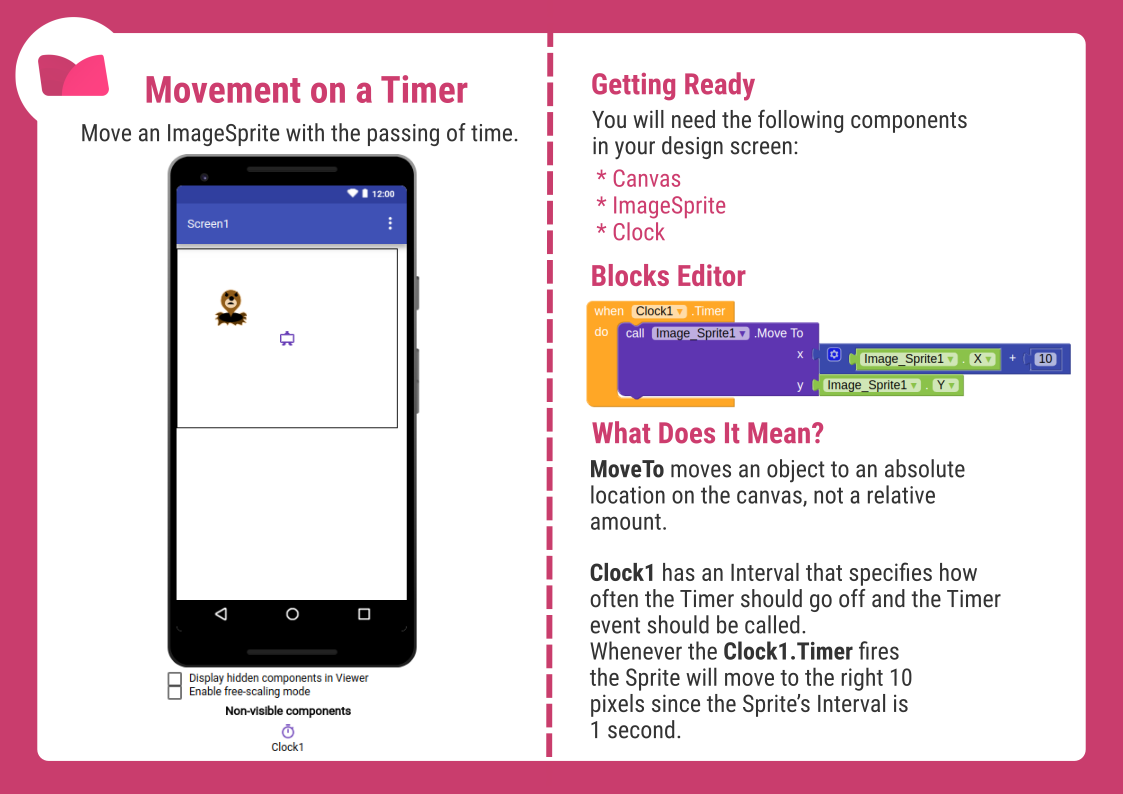 Movement on a Timer
Move an ImageSprite with the passing of time.
12:00
Screen1
Display hidden components in Viewer
Enable free-scaling mode
Non-visible components
Clock1
Getting Ready
You will need the following components
in your design screen:
* Canvas
* ImageSprite
* Clock
Blocks Editor
when Clock1 .Timer
do call Image_Sprite1 .Move To
x Image_Sprite1 . X + 10
y Image_Sprite1 . Y
What Does It Mean?
MoveTo moves an object to an absolute
location on the canvas, not a relative
amount.
Clock1 has an Interval that specifies how
often the Timer should go off and the Timer
event should be called.
Whenever the Clock1.Timer fires
the Sprite will move to the right 10
pixels since the Sprite’s Interval is
1 second.